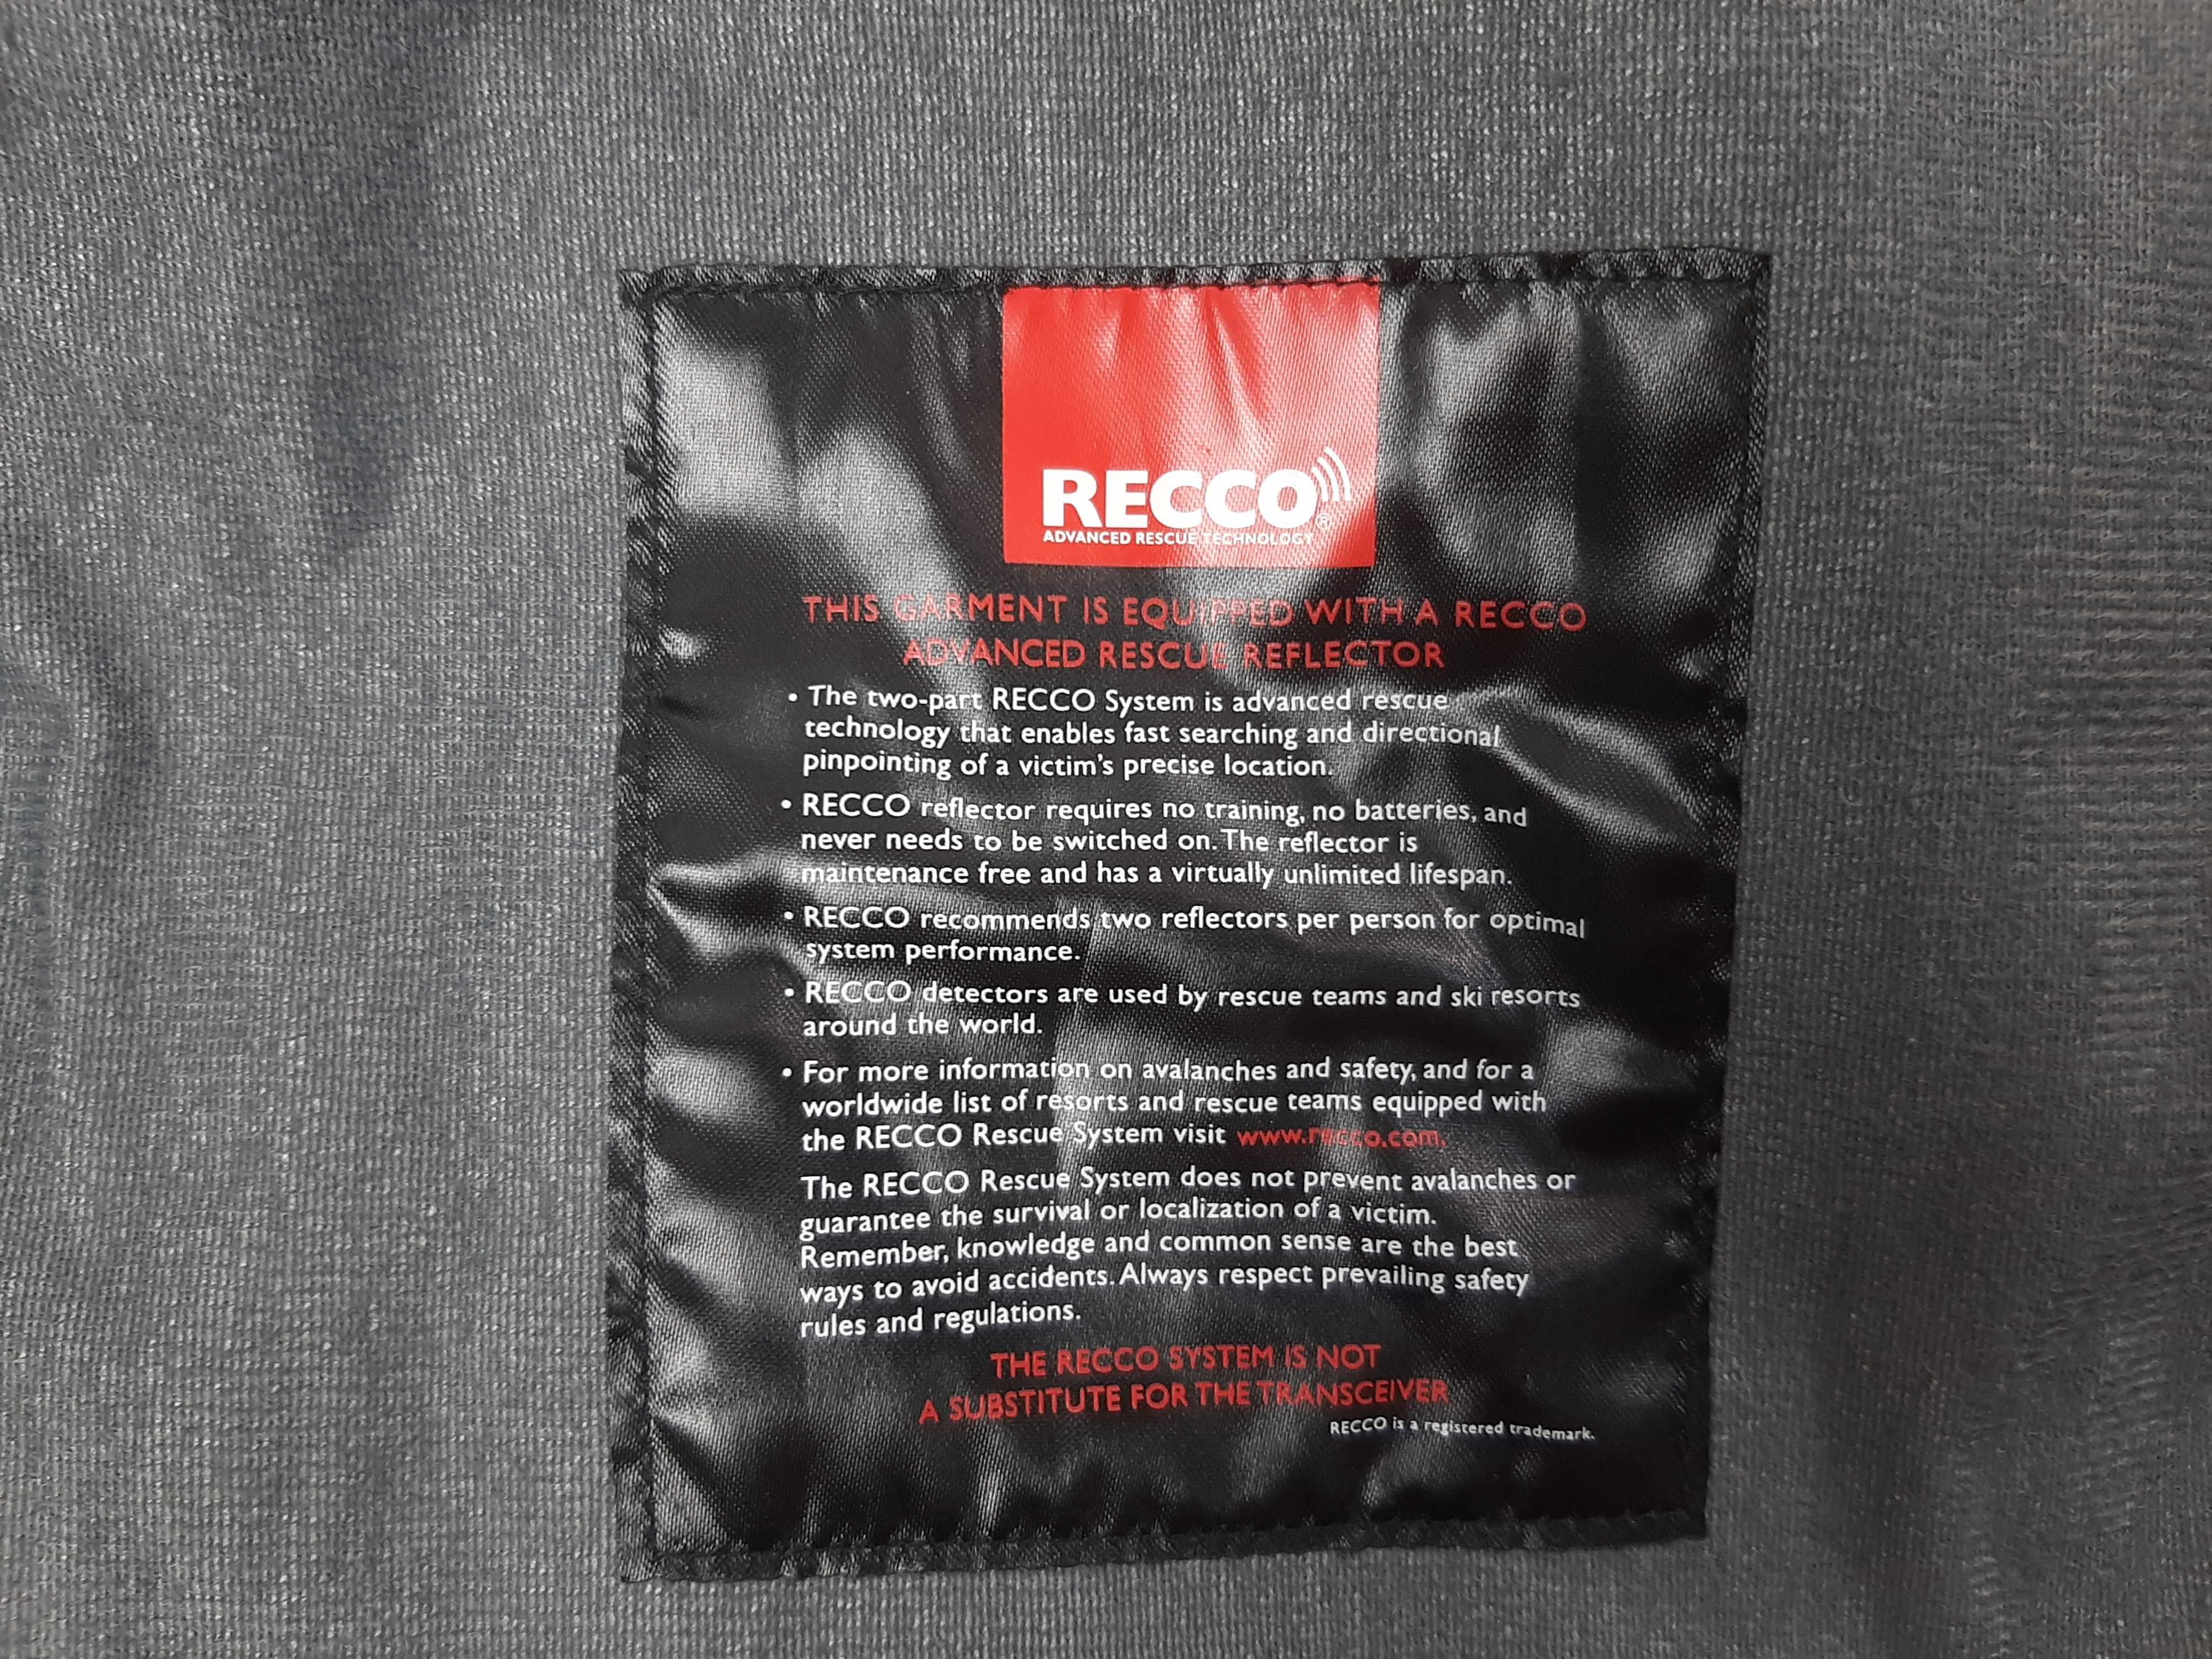 RECCO®
ADVANCED RESCUE TECHNOLOGY
THIS GARMENT IS EQUIPPED WITH A RECCO
ADVANCED RESCUE REFLECTOR
• The two-part RECCO System is advanced rescue
technology that enables fast searching and directional
pinpointing of a victim's precise location.
• RECCO reflector requires no training, no batteries, and
never needs to be switched on. The reflector is
maintenance free and has a virtually unlimited lifespan.
• RECCO recommends two reflectors per person for optimal
system performance.
• RECCO detectors are used by rescue teams and ski resorts
around the world.
• For more information on avalanches and safety, and for a
worldwide list of resorts and rescue teams equipped with
the RECCO Rescue System visit www.recco.com.
The RECCO Rescue System does not prevent avalanches or
guarantee the survival or localization of a victim.
Remember, knowledge and common sense are the best
ways to avoid accidents. Always respect prevailing safety
rules and regulations.
THE RECCO SYSTEM IS NOT
A SUBSTITUTE FOR THE TRANSCEIVER
RECCO is a registered trademark.